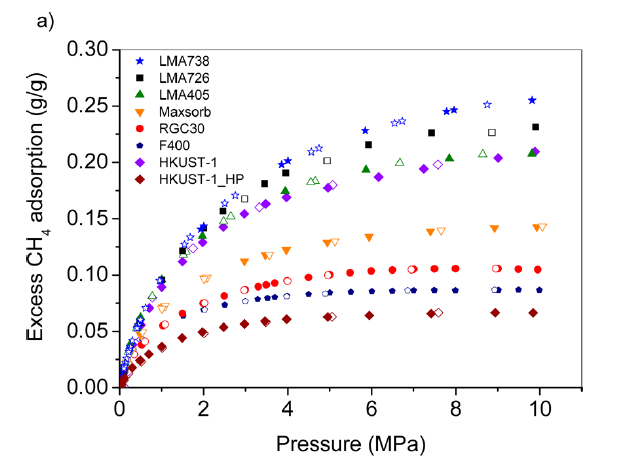 a)
0.30
0.25
0.20
0.15
0.10
0.05
0.00
Excess CH4 adsorption (g/g)
LMA738
LMA726
LMA405
Maxsorb
RGC30
F400
HKUST-1
HKUST-1_HP
0 2 4 6 8 10
Pressure (MPa)